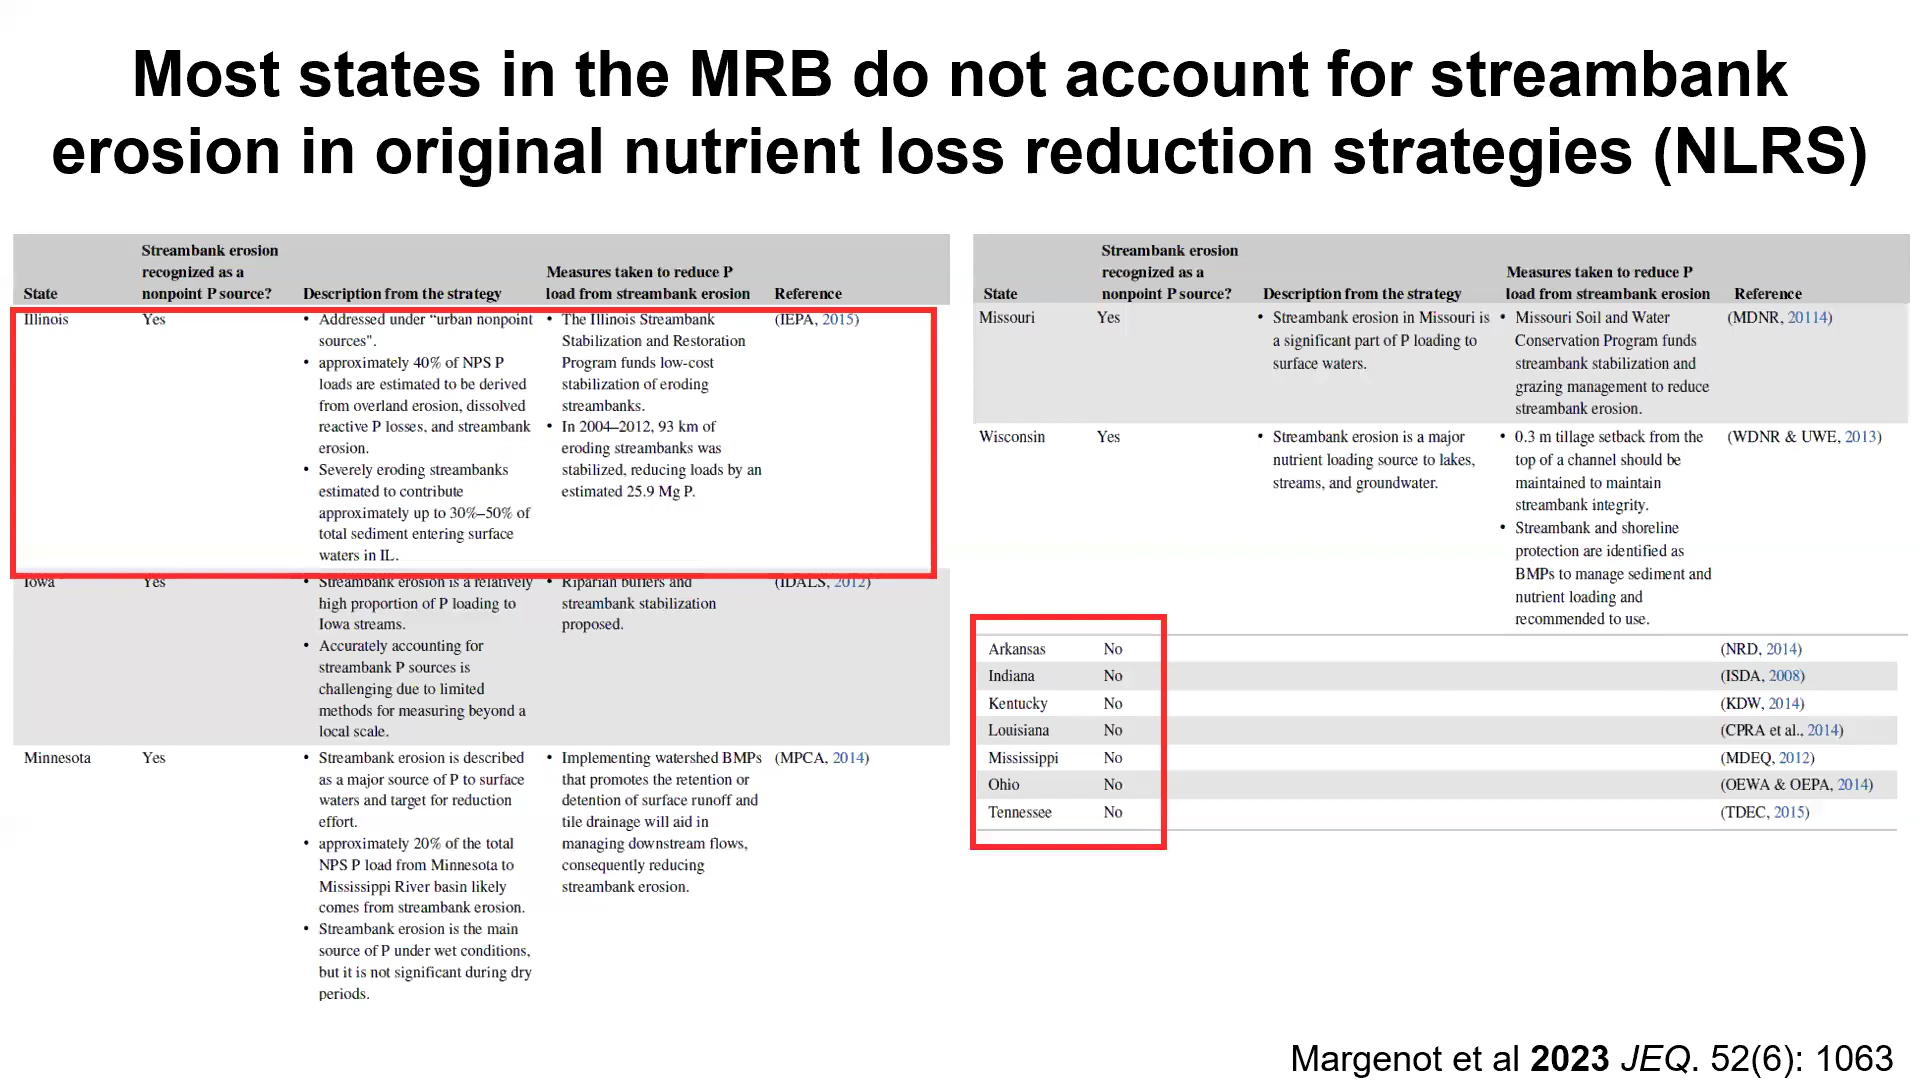 Most states in the MRB do not account for streambank
erosion in original nutrient loss reduction strategies (NLRS)
State
Streambank erosion
recognized as a
nonpoint P source?
Description from the strategy
Measures taken to reduce P
load from streambank erosion
Reference
Illinois
Yes
• Addressed under “urban nonpoint
sources".
• approximately 40% of NPS P
loads are estimated to be derived
from overland erosion, dissolved
reactive P losses, and streambank
erosion.
• Severely eroding streambanks
estimated to contribute
approximately up to 30%–50% of
total sediment entering surface
waters in IL.
• The Illinois Streambank
Stabilization and Restoration
Program funds low-cost
stabilization of eroding
streambanks.
• In 2004–2012, 93 km of
eroding streambanks was
stabilized, reducing loads by an
estimated 25.9 Mg P.
(IEPA, 2015)
Iowa
Yes
• Streambank erosion is a relatively
high proportion of P loading to
Iowa streams.
• Accurately accounting for
streambank P sources is
challenging due to limited
methods for measuring beyond a
local scale.
• Riparian buffers and
streambank stabilization
proposed.
(IDALS, 2012)
Minnesota
Yes
• Streambank erosion is described
as a major source of P to surface
waters and target for reduction
effort.
• approximately 20% of the total
NPS P load from Minnesota to
Mississippi River basin likely
comes from streambank erosion.
• Streambank erosion is the main
source of P under wet conditions,
but it is not significant during dry
periods.
• Implementing watershed BMPs
that promotes the retention or
detention of surface runoff and
tile drainage will aid in
managing downstream flows,
consequently reducing
streambank erosion.
(MPCA, 2014)
State
Streambank erosion
recognized as a
nonpoint P source?
Description from the strategy
Measures taken to reduce P
load from streambank erosion
Reference
Missouri
Yes
• Streambank erosion in Missouri is
a significant part of P loading to
surface waters.
• Missouri Soil and Water
Conservation Program funds
streambank stabilization and
grazing management to reduce
streambank erosion.
(MDNR, 20114)
Wisconsin
Yes
• Streambank erosion is a major
nutrient loading source to lakes,
streams, and groundwater.
• 0.3 m tillage setback from the
top of a channel should be
maintained to maintain
streambank integrity.
• Streambank and shoreline
protection are identified as
BMPs to manage sediment and
nutrient loading and
recommended to use.
(WDNR & UWE, 2013)
Arkansas No (NRD, 2014)
Indiana No (ISDA, 2008)
Kentucky No (KDW, 2014)
Louisiana No (CPRA et al., 2014)
Mississippi No (MDEQ, 2012)
Ohio No (OEWA & OEPA, 2014)
Tennessee No (TDEC, 2015)
Margenot et al 2023 JEQ. 52(6): 1063